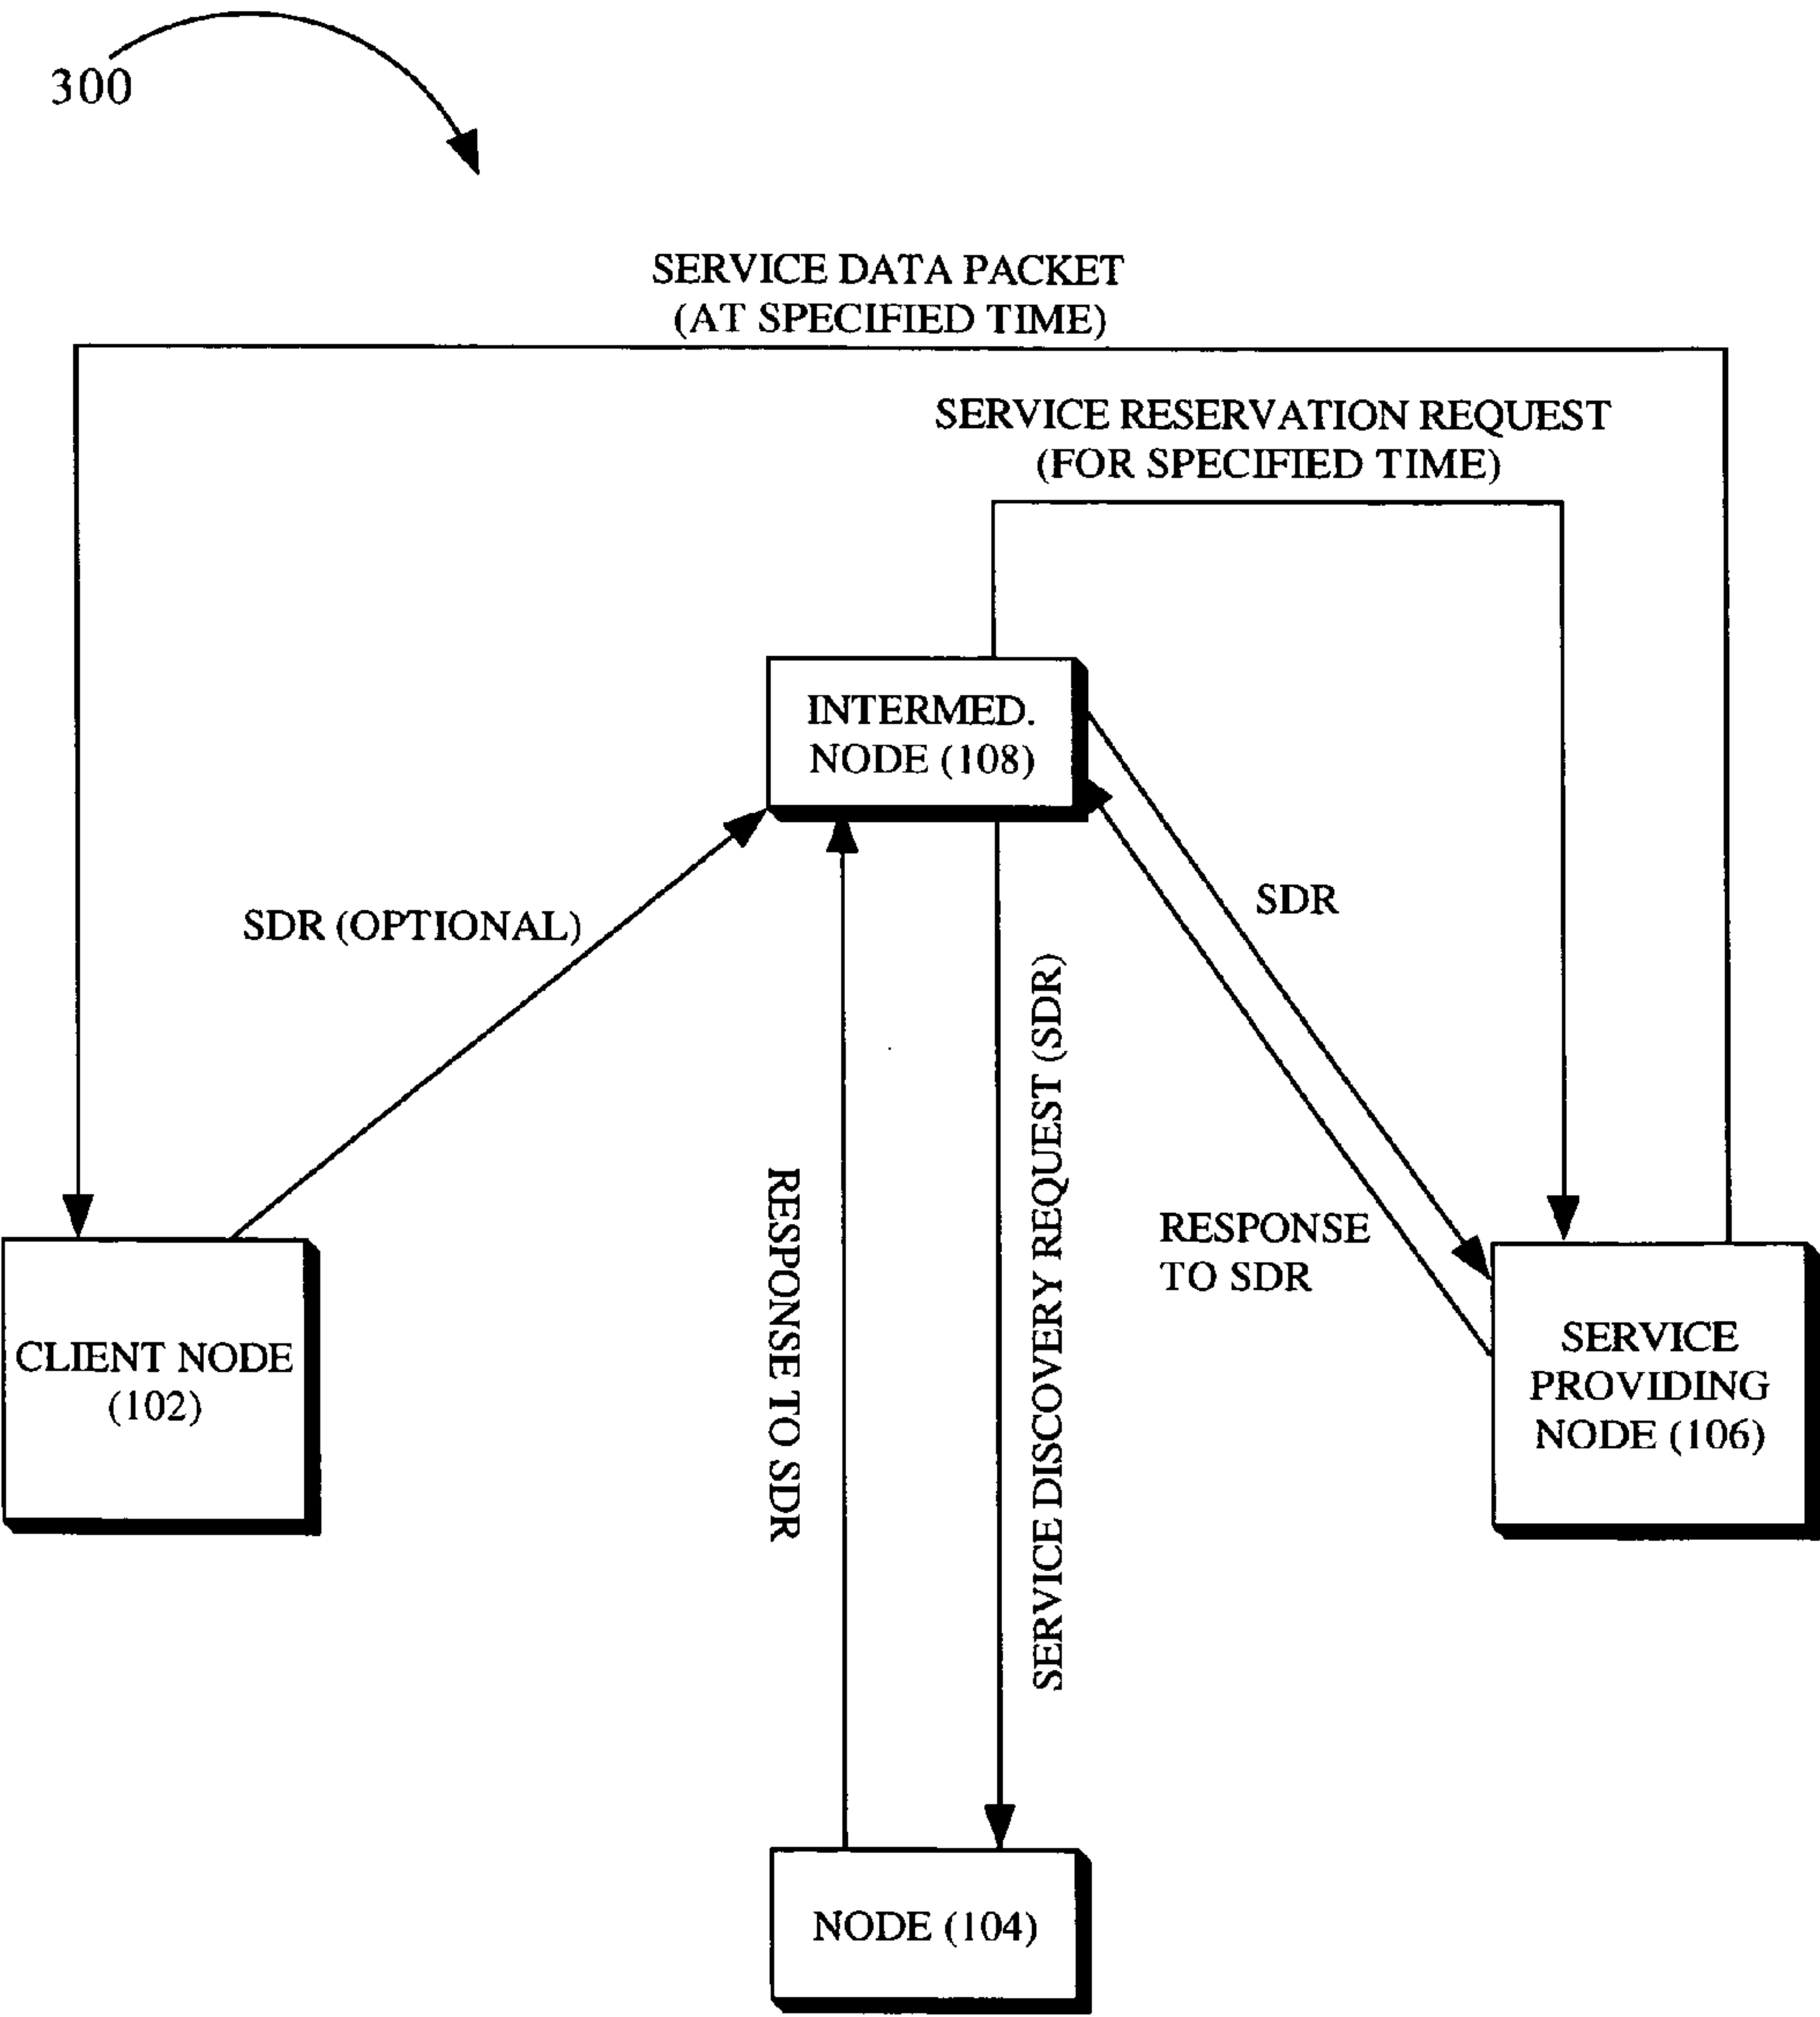 300
SERVICE DATA PACKET
(AT SPECIFIED TIME)
SERVICE RESERVATION REQUEST
(FOR SPECIFIED TIME)
INTERMED.
NODE (108)
SDR (OPTIONAL)
SDR
RESPONSE TO SDR
SERVICE DISCOVERY REQUEST (SDR)
RESPONSE
TO SDR
CLIENT NODE
(102)
SERVICE
PROVIDING
NODE (106)
NODE (104)